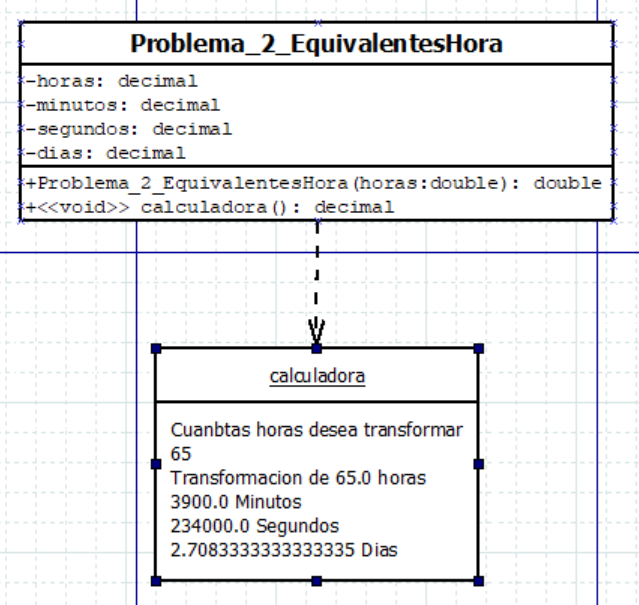 Problema_2_EquivalentesHora
-horas: decimal
-minutos: decimal
-segundos: decimal
-dias: decimal
+Problema_2_EquivalentesHora(horas:double): double
+<<void>> calculadora(): decimal
calculadora
Cuanbtas horas desea transformar
65
Transformacion de 65.0 horas
3900.0 Minutos
234000.0 Segundos
2.7083333333333335 Dias